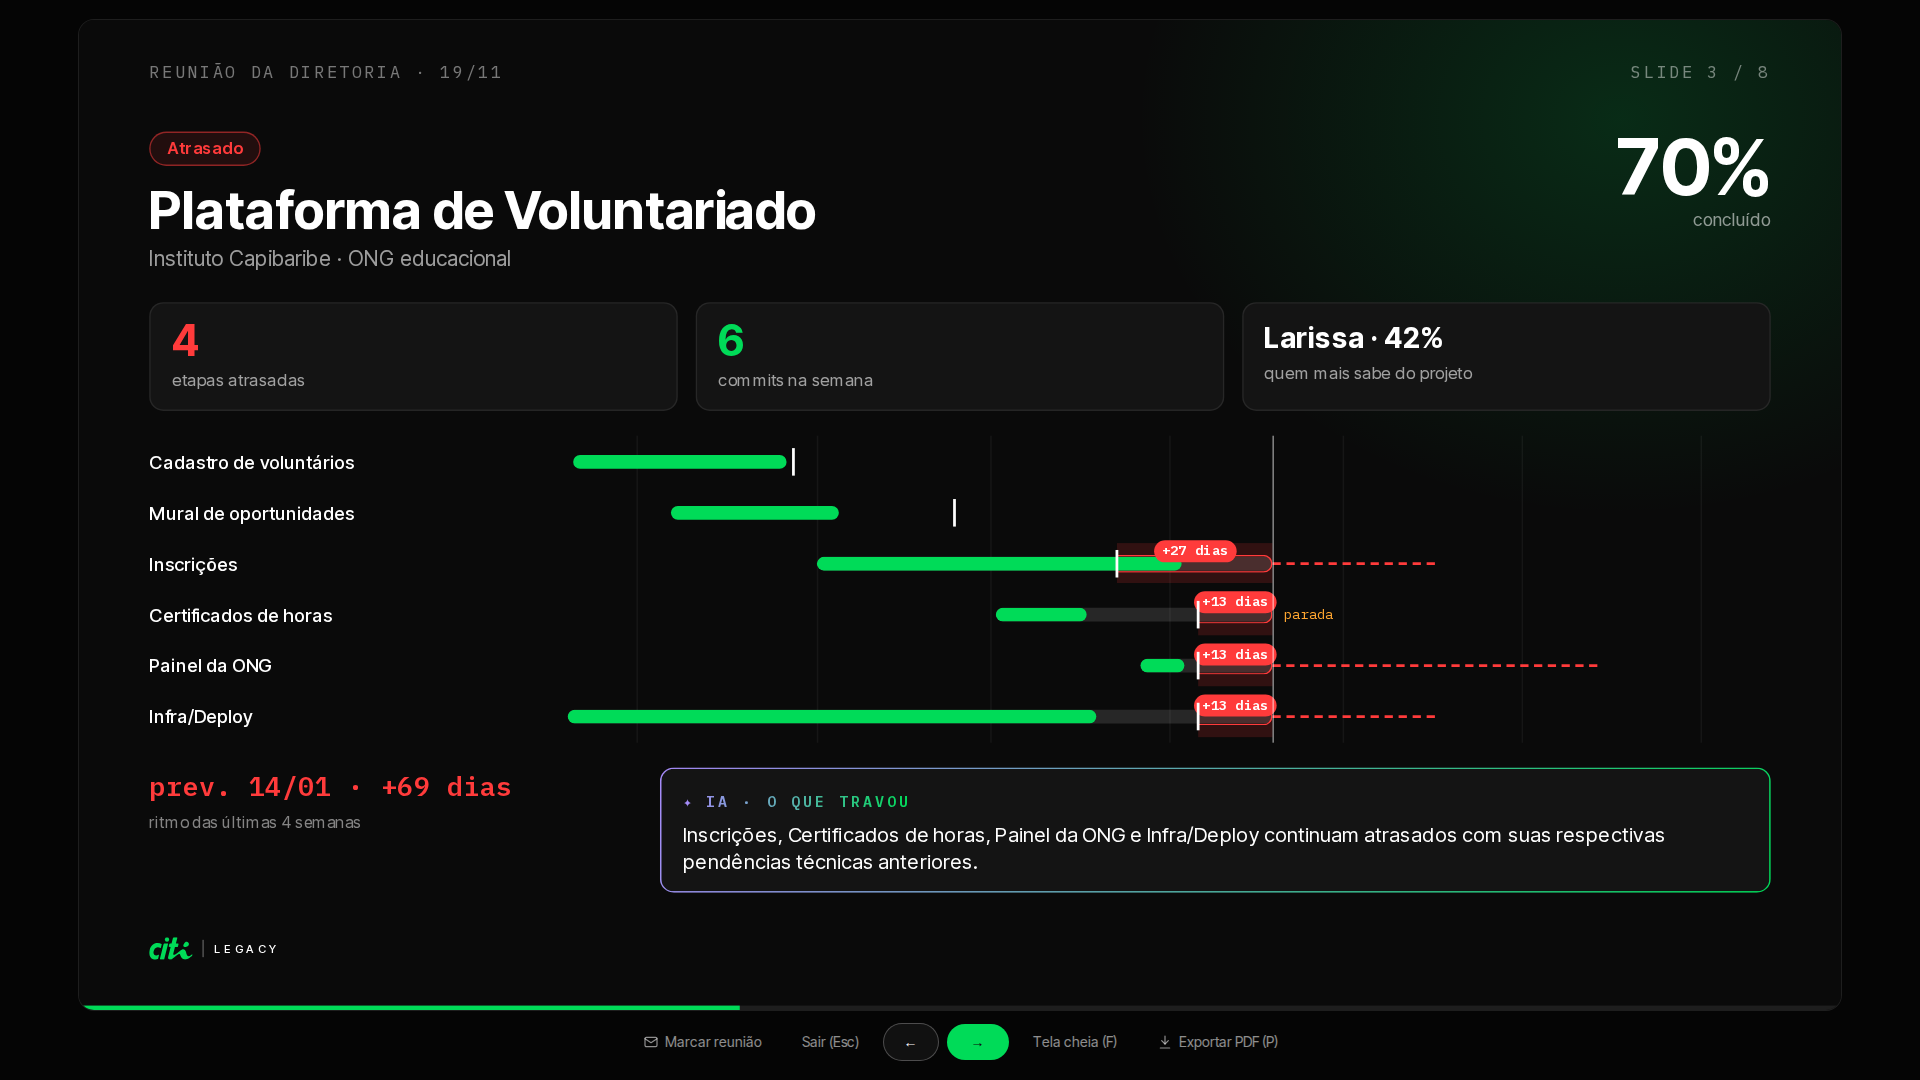 REUNIÃO DA DIRETORIA · 19/11
SLIDE 3 / 8
Atrasado
Plataforma de Voluntariado
Instituto Capibaribe · ONG educacional
70%
concluído
4
etapas atrasadas
6
commits na semana
Larissa · 42%
quem mais sabe do projeto
Cadastro de voluntários
Mural de oportunidades
Inscrições
+27 dias
Certificados de horas
+13 dias
parada
Painel da ONG
+13 dias
Infra/Deploy
+13 dias
prev. 14/01 · +69 dias
ritmo das últimas 4 semanas
✦ IA · O QUE TRAVOU
Inscrições, Certificados de horas, Painel da ONG e Infra/Deploy continuam atrasados com suas respectivas
pendências técnicas anteriores.
citi | LEGACY
Marcar reunião
Sair (Esc)
←
→
Tela cheia (F)
Exportar PDF (P)